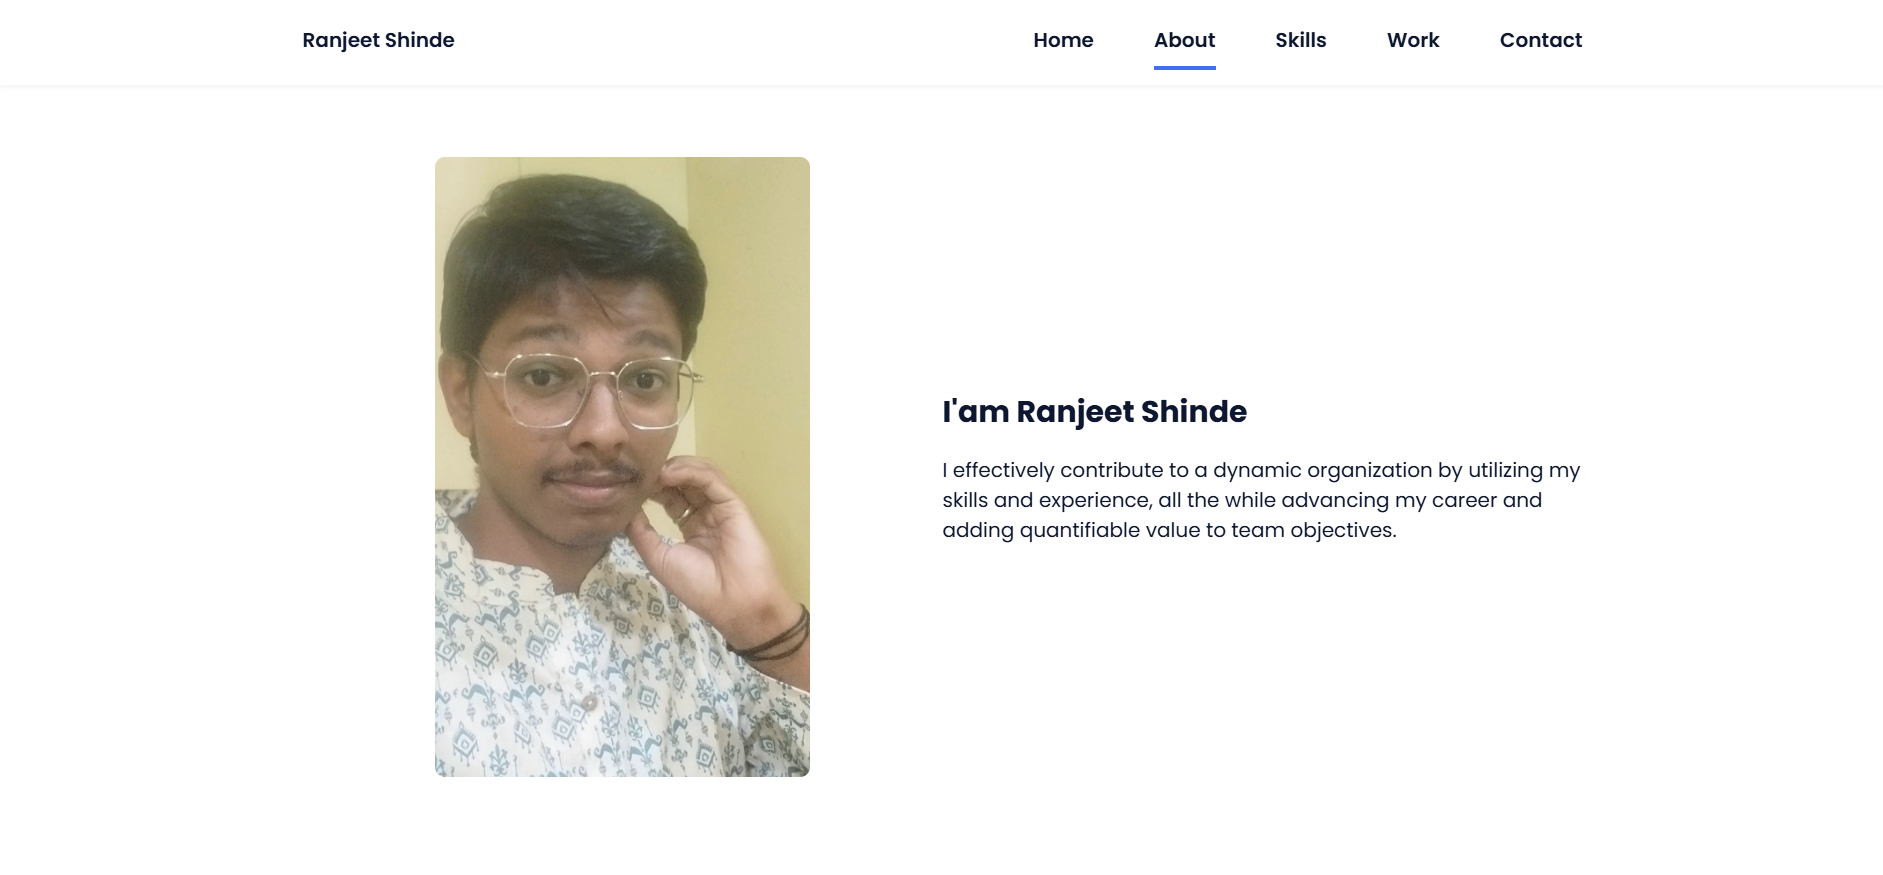 Ranjeet Shinde
Home About Skills Work Contact
I'am Ranjeet Shinde
I effectively contribute to a dynamic organization by utilizing my
skills and experience, all the while advancing my career and
adding quantifiable value to team objectives.